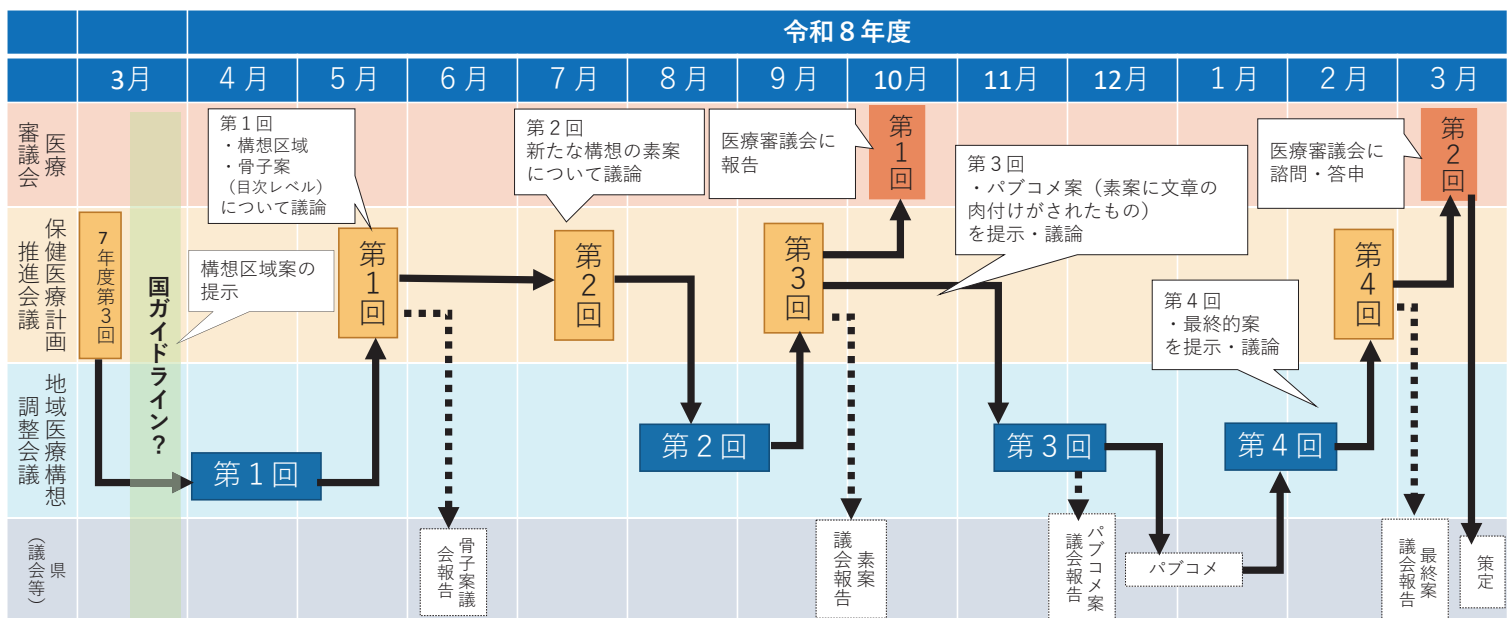 令和８年度
3月
４月
５月
６月
７月
８月
９月
10月
11月
12月
１月
２月
３月
医療
審議会
第１回
・構想区域
・骨子案
（目次レベル）
について議論
第２回
新たな構想の素案
について議論
医療審議会に
報告
第１回
第３回
・パブコメ案（素案に文章の
肉付けがされたもの）
を提示・議論
医療審議会に
諮問・答申
第２回
保健医療計画
推進会議
７年度第３回
国ガイドライン？
構想区域案の
提示
第１回
第２回
第３回
第４回
・最終的案
を提示・議論
第４回
地域医療構想
調整会議
第１回
第２回
第３回
第４回
県
（議会等）
骨子案議
会報告
素案
議会報告
パブコメ案
議会報告
パブコメ
最終案
議会報告
策定